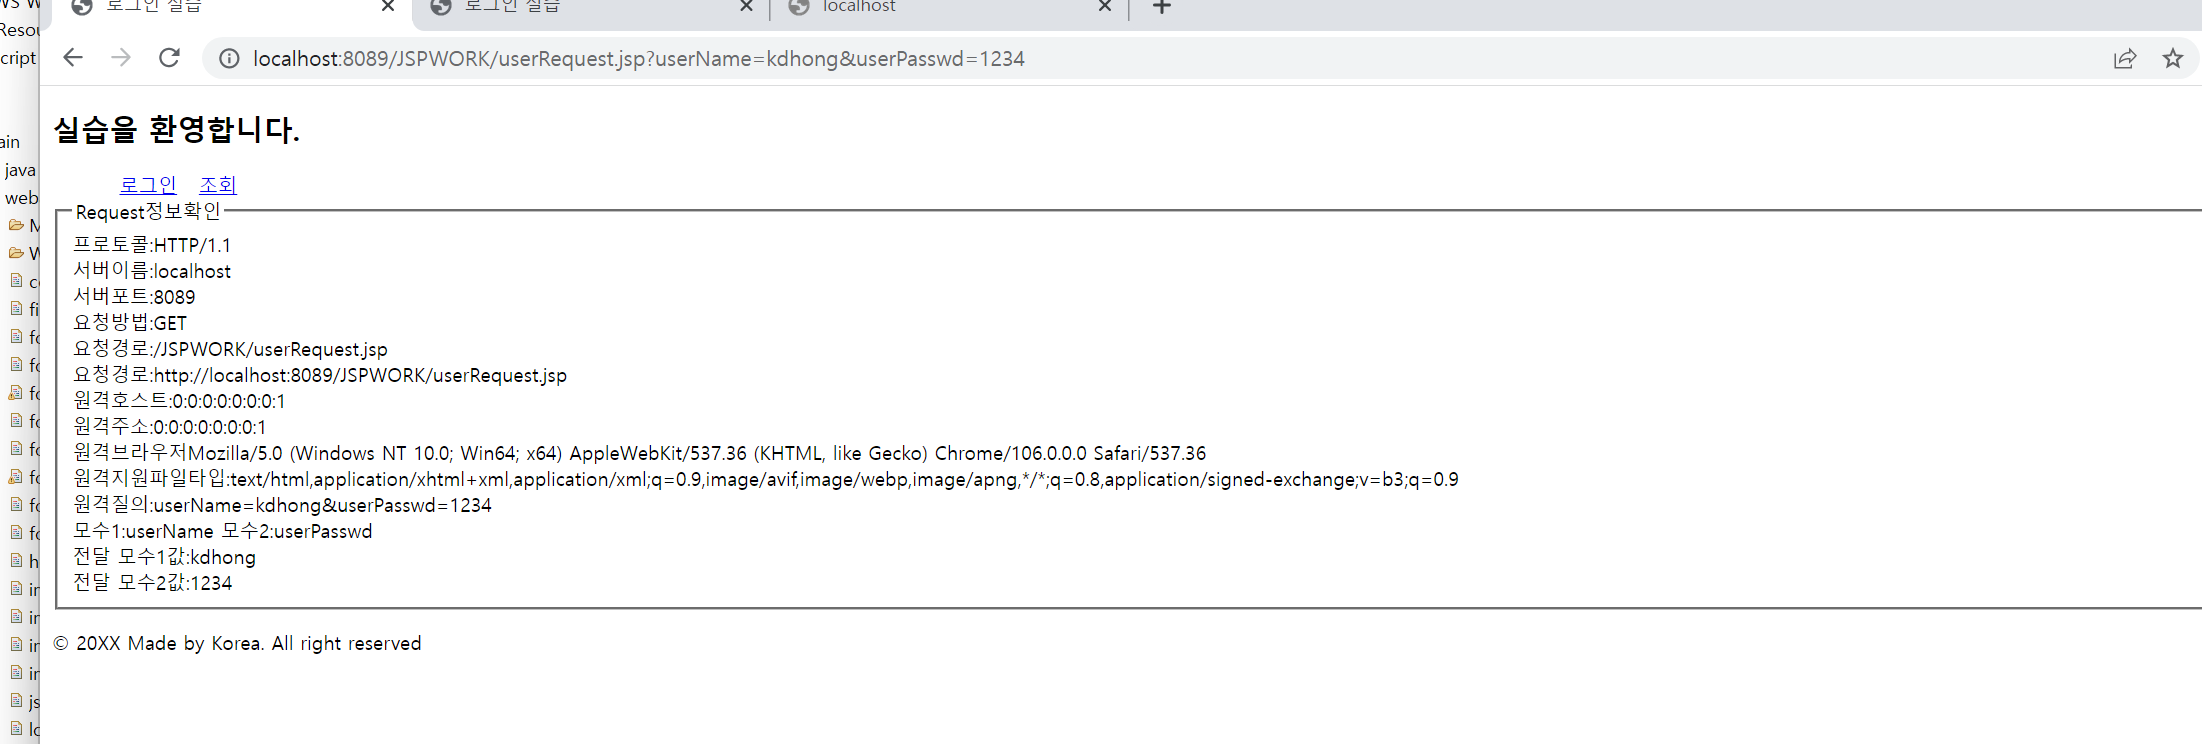 로그인 실습
로그인 실습
localhost
localhost:8089/JSPWORK/userRequest.jsp?userName=kdhong&userPasswd=1234
실습을 환영합니다.
로그인 조회
Request정보확인
프로토콜:HTTP/1.1
서버이름:localhost
서버포트:8089
요청방법:GET
요청경로:/JSPWORK/userRequest.jsp
요청경로:http://localhost:8089/JSPWORK/userRequest.jsp
원격호스트:0:0:0:0:0:0:0:1
원격주소:0:0:0:0:0:0:0:1
원격브라우저Mozilla/5.0 (Windows NT 10.0; Win64; x64) AppleWebKit/537.36 (KHTML, like Gecko) Chrome/106.0.0.0 Safari/537.36
원격지원파일타입:text/html,application/xhtml+xml,application/xml;q=0.9,image/avif,image/webp,image/apng,*/*;q=0.8,application/signed-exchange;v=b3;q=0.9
원격질의:userName=kdhong&userPasswd=1234
모수1:userName 모수2:userPasswd
전달 모수1값:kdhong
전달 모수2값:1234
© 20XX Made by Korea. All right reserved
cript
ain
java
web